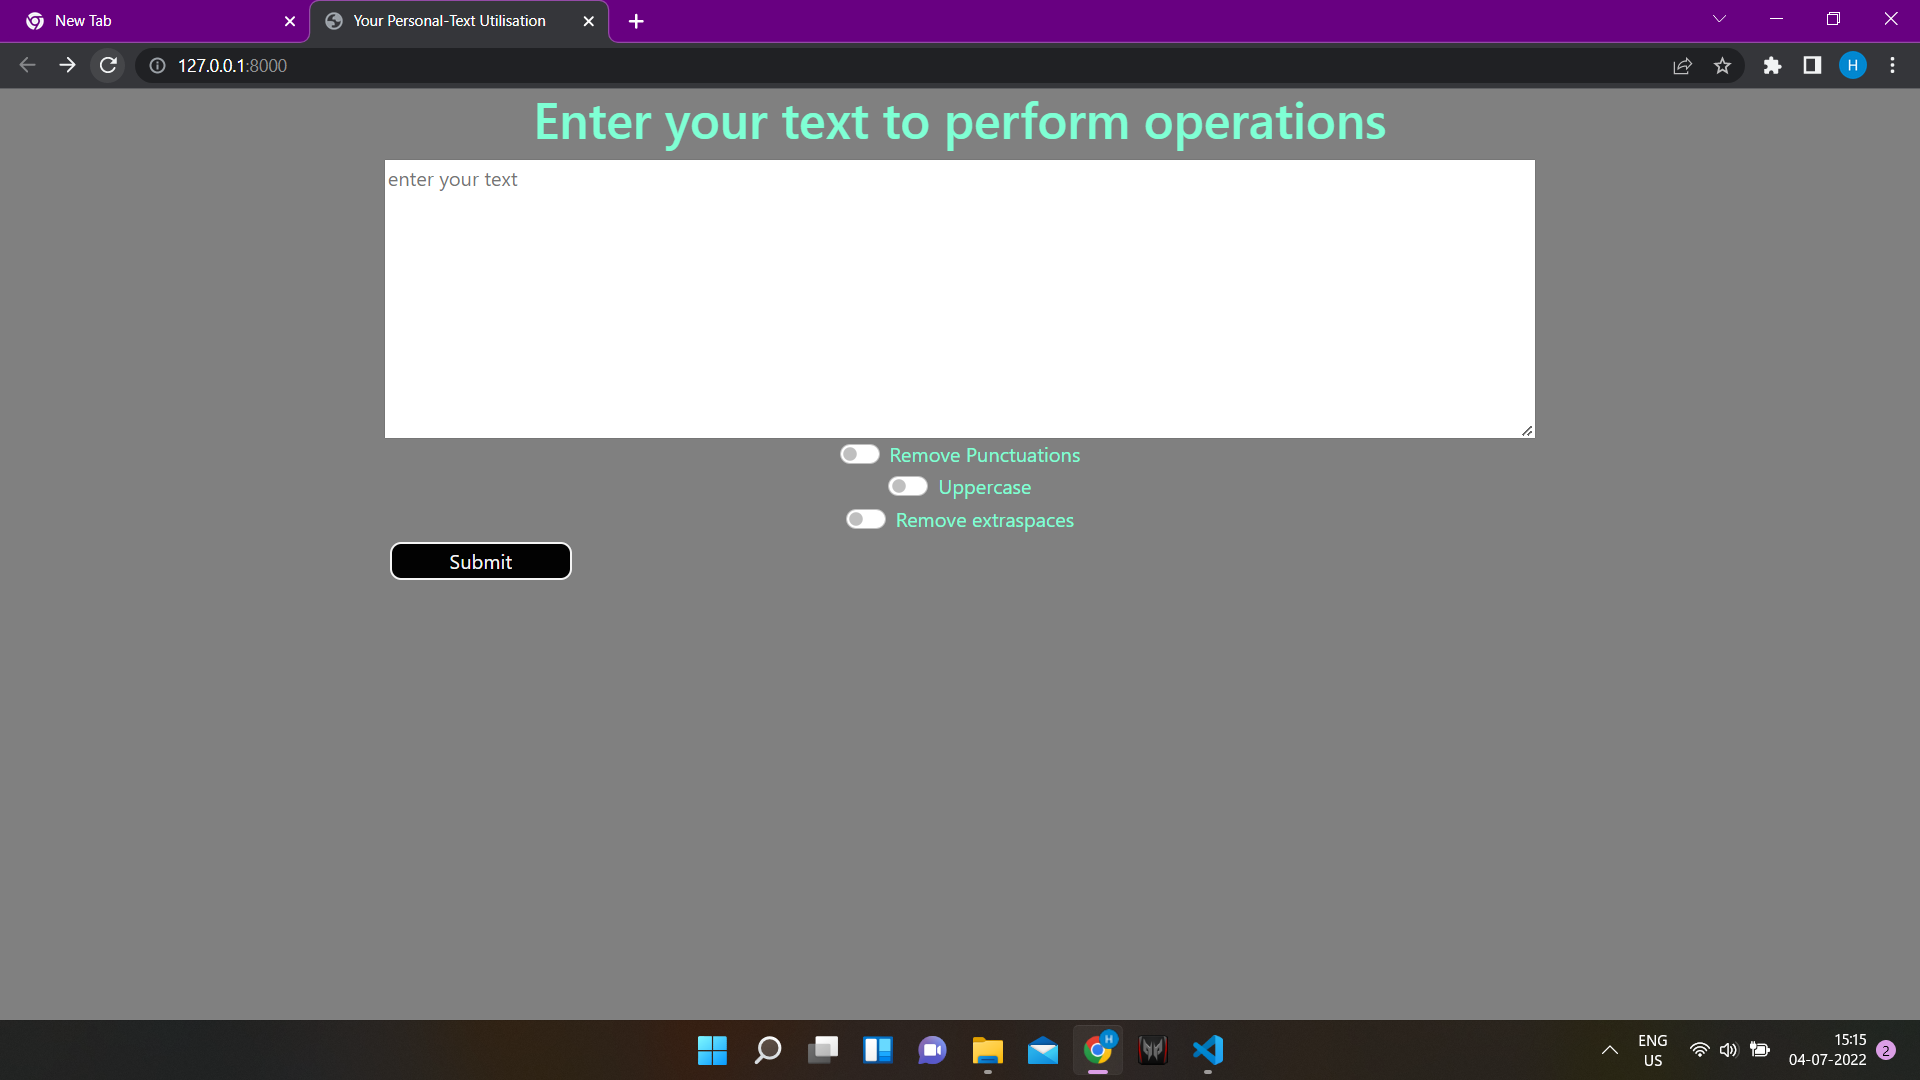 New Tab
Your Personal-Text Utilisation
127.0.0.1:8000
H
Enter your text to perform operations
enter your text
Remove Punctuations
Uppercase
Remove extraspaces
Submit
H
ENG
US
15:15
04-07-2022
2